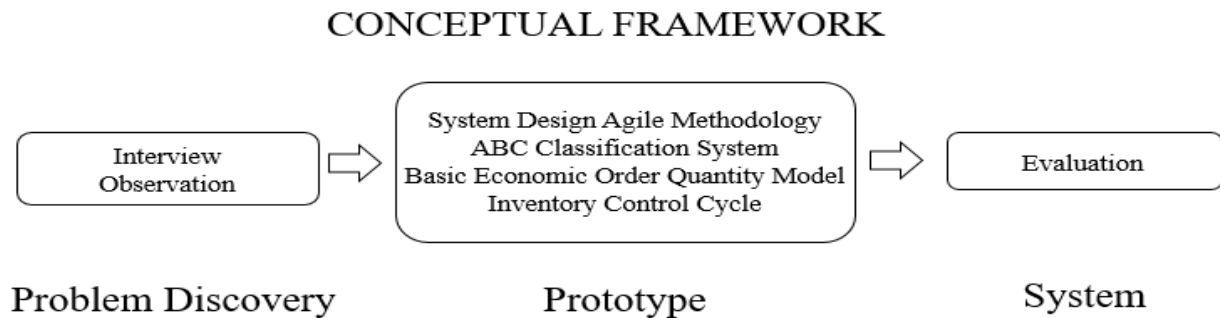 CONCEPTUAL FRAMEWORK
Interview
Observation
System Design Agile Methodology
ABC Classification System
Basic Economic Order Quantity Model
Inventory Control Cycle
Evaluation
Problem Discovery
Prototype
System